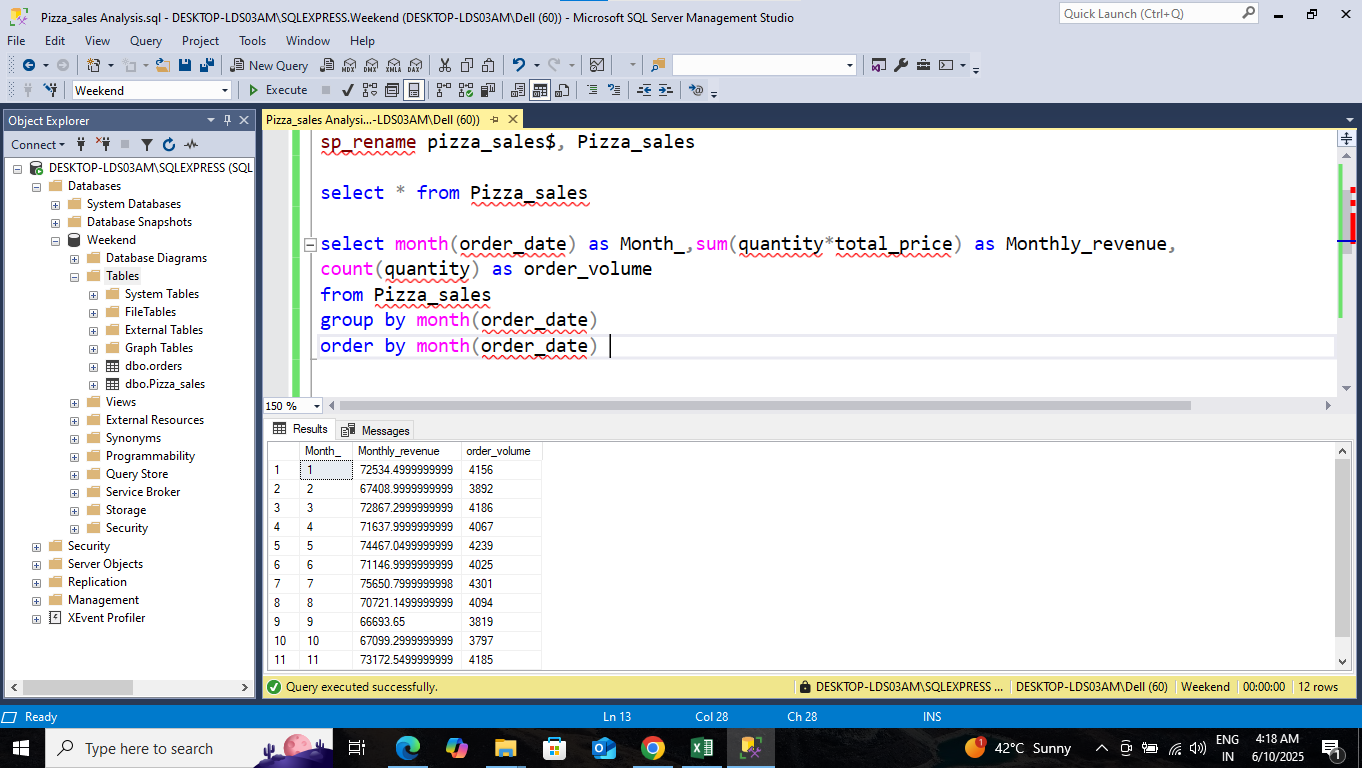 Pizza_sales Analysis.sql - DESKTOP-LDS03AM\SQLEXPRESS.Weekend (DESKTOP-LDS03AM\Dell (60)) - Microsoft SQL Server Management Studio
Quick Launch (Ctrl+Q)
File Edit View Query Project Tools Window Help
New Query MDX DMX XMLA DAX
Weekend Execute
Object Explorer
Connect
DESKTOP-LDS03AM\SQLEXPRESS (SQL
Databases
System Databases
Database Snapshots
Weekend
Database Diagrams
Tables
System Tables
FileTables
External Tables
Graph Tables
dbo.orders
dbo.Pizza_sales
Views
External Resources
Synonyms
Programmability
Query Store
Service Broker
Storage
Security
Security
Server Objects
Replication
Management
XEvent Profiler
Pizza_sales Analysi...-LDS03AM\Dell (60))
sp_rename pizza_sales$, Pizza_sales
select * from Pizza_sales
select month(order_date) as Month_,sum(quantity*total_price) as Monthly_revenue,
count(quantity) as order_volume
from Pizza_sales
group by month(order_date)
order by month(order_date)
150 %
Results Messages
Month_ Monthly_revenue order_volume
1 1 72534.4999999999 4156
2 2 67408.9999999999 3892
3 3 72867.2999999999 4186
4 4 71637.9999999999 4067
5 5 74467.0499999999 4239
6 6 71146.9999999999 4025
7 7 75650.7999999998 4301
8 8 70721.1499999999 4094
9 9 66693.65 3819
10 10 67099.2999999999 3797
11 11 73172.5499999999 4185
Query executed successfully. DESKTOP-LDS03AM\SQLEXPRESS ... DESKTOP-LDS03AM\Dell (60) Weekend 00:00:00 12 rows
Ready Ln 13 Col 28 Ch 28 INS
Type here to search
1 42°C Sunny
ENG
IN
4:18 AM
6/10/2025
1